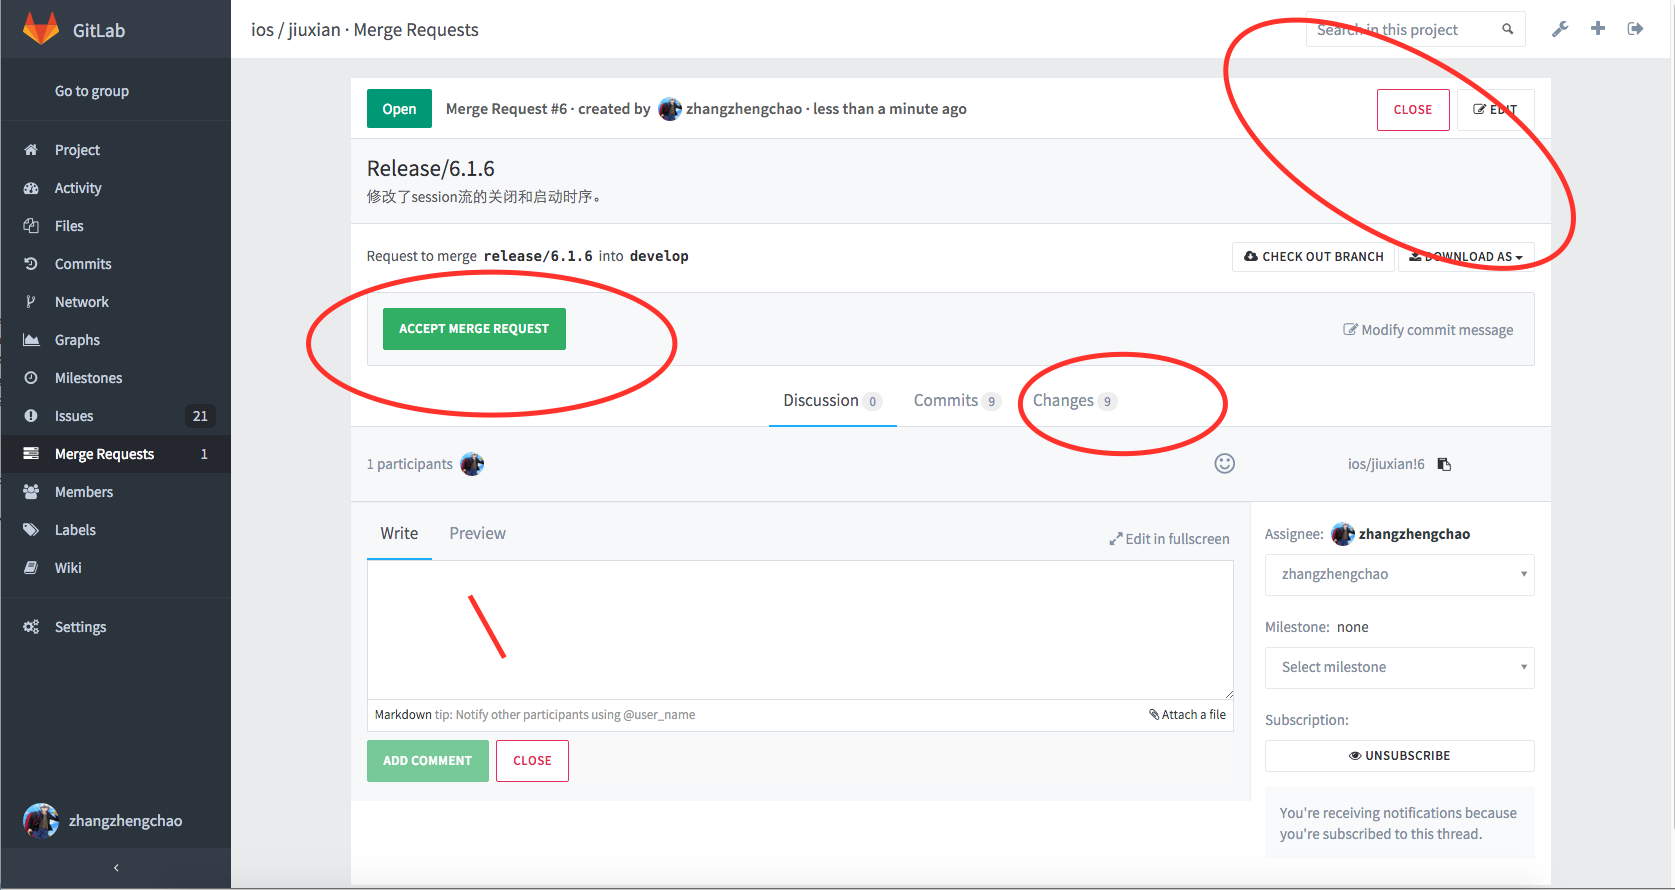 GitLab
ios / jiuxian · Merge Requests
Search in this project
Go to group
Project
Activity
Files
Commits
Network
Graphs
Milestones
Issues 21
Merge Requests 1
Members
Labels
Wiki
Settings
zhangzhengchao
Open Merge Request #6 · created by zhangzhengchao · less than a minute ago
CLOSE EDIT
Release/6.1.6
修改了session流的关闭和启动时序。
Request to merge release/6.1.6 into develop
CHECK OUT BRANCH DOWNLOAD AS
ACCEPT MERGE REQUEST
Modify commit message
Discussion 0 Commits 9 Changes 9
1 participants
ios/jiuxian!6
Write Preview
Edit in fullscreen
Markdown tip: Notify other participants using @user_name
Attach a file
ADD COMMENT CLOSE
Assignee: zhangzhengchao
zhangzhengchao
Milestone: none
Select milestone
Subscription:
UNSUBSCRIBE
You're receiving notifications because
you're subscribed to this thread.